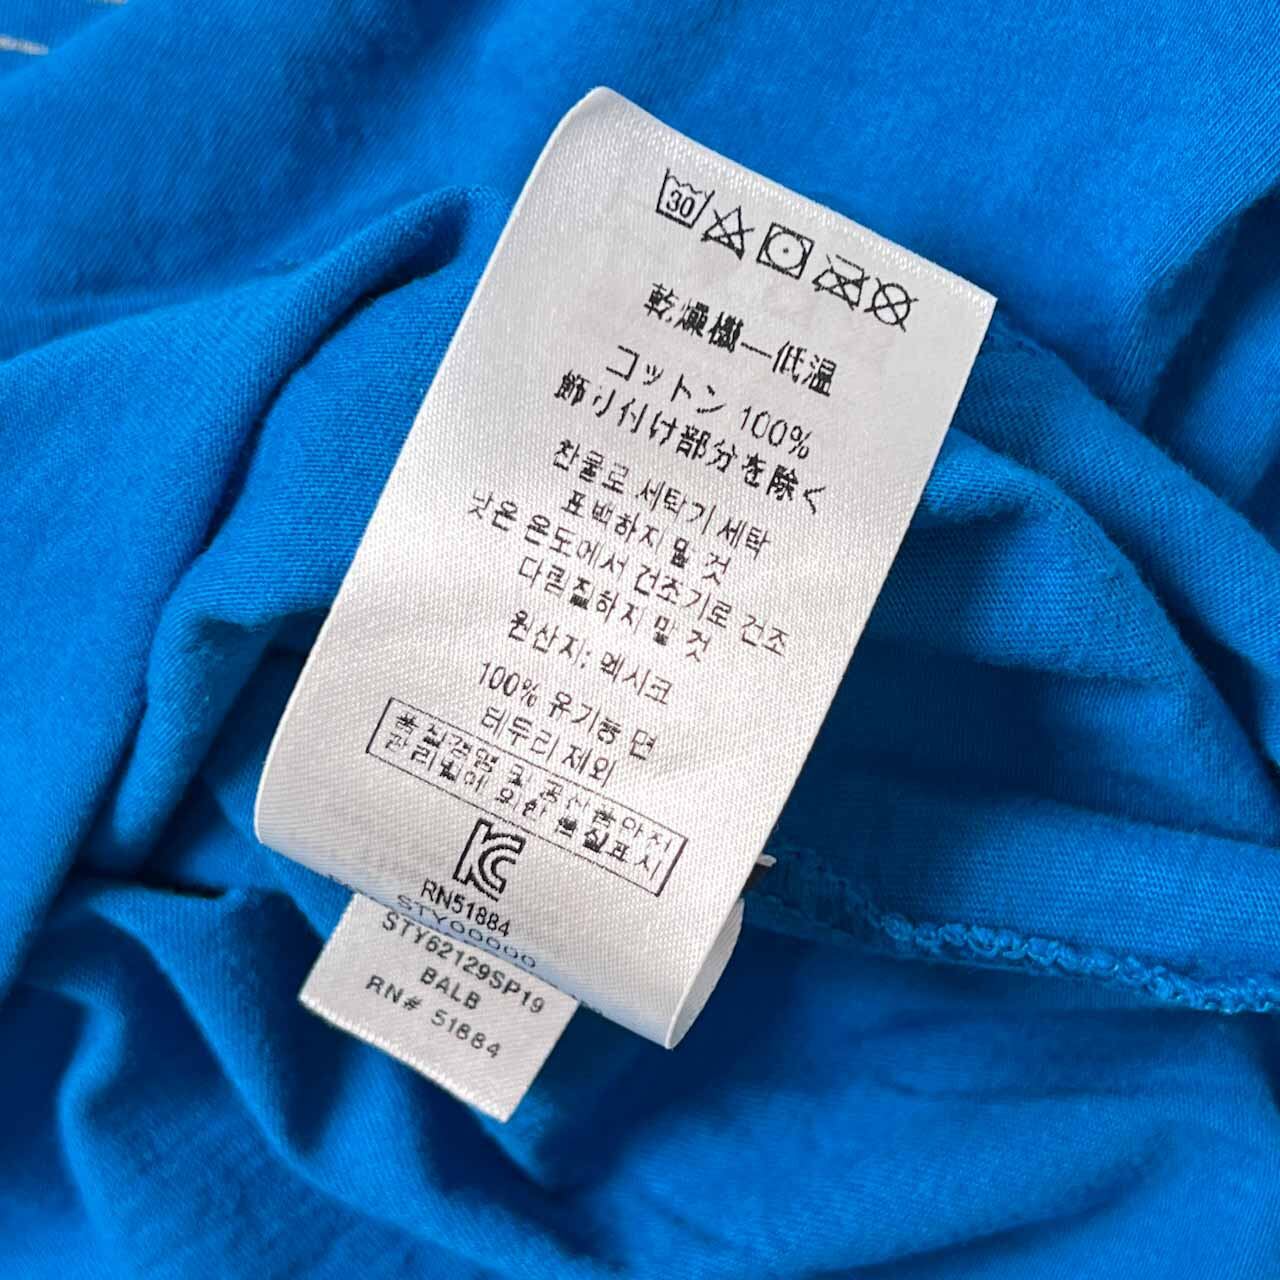 30
乾燥機—低温
コットン 100%
飾り付け部分を除く
찬물로 세탁기 세탁
표백하지 말 것
낮은 온도에서 건조기로 건조
다림질하지 말 것
원산지: 멕시코
100% 유기농 면
테두리 제외
품질경영 및 공산품안전
관리법에 의한 품질표시
RN51884
STY00000
STY62129SP19
BALB
RN# 51884